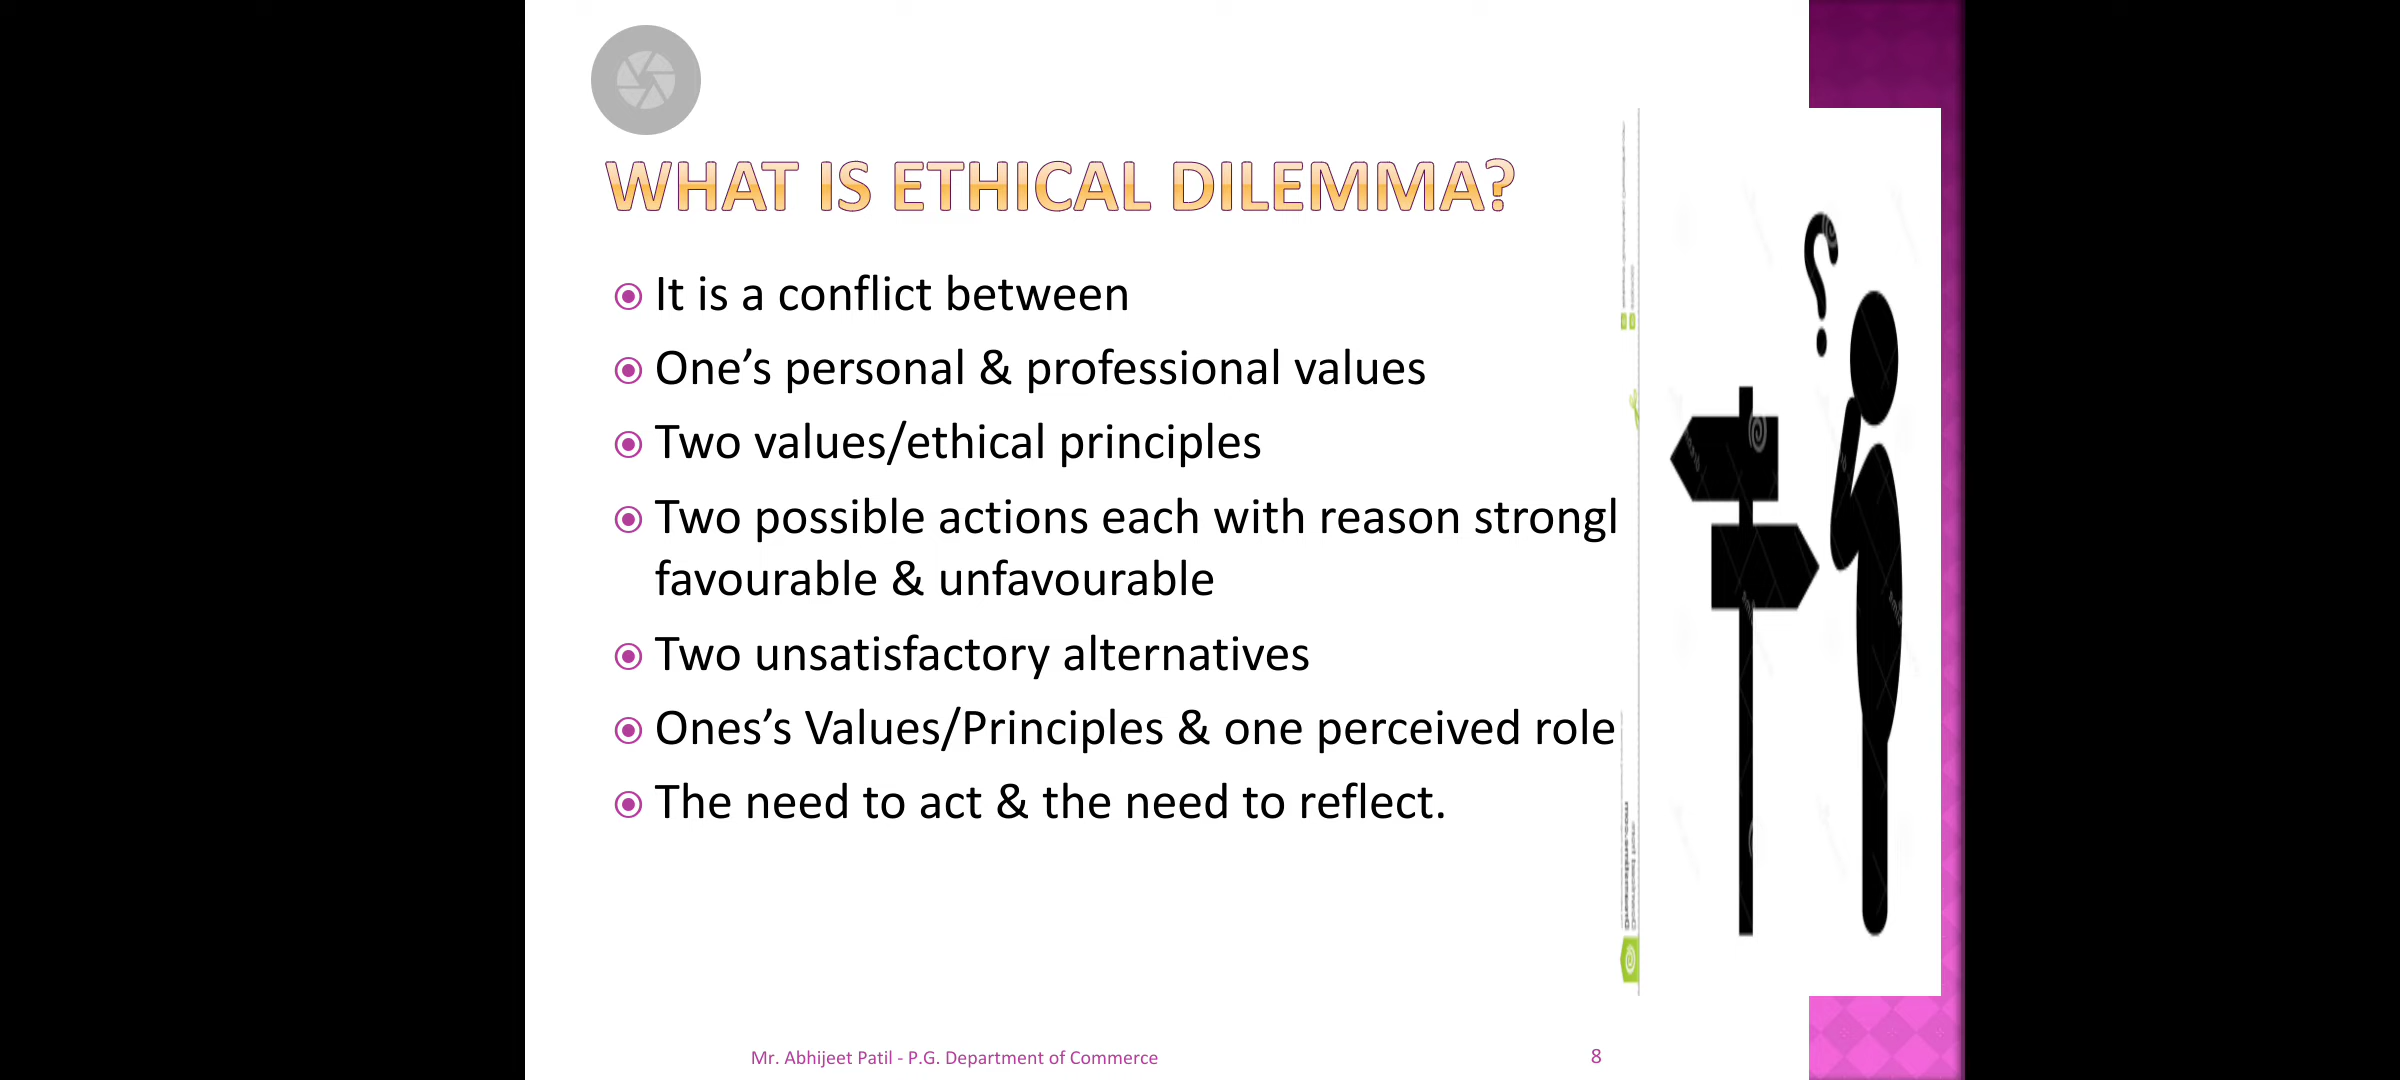 WHAT IS ETHICAL DILEMMA?
It is a conflict between
One’s personal & professional values
Two values/ethical principles
Two possible actions each with reason strongl
favourable & unfavourable
Two unsatisfactory alternatives
Ones’s Values/Principles & one perceived role
The need to act & the need to reflect.
Mr. Abhijeet Patil - P.G. Department of Commerce
8